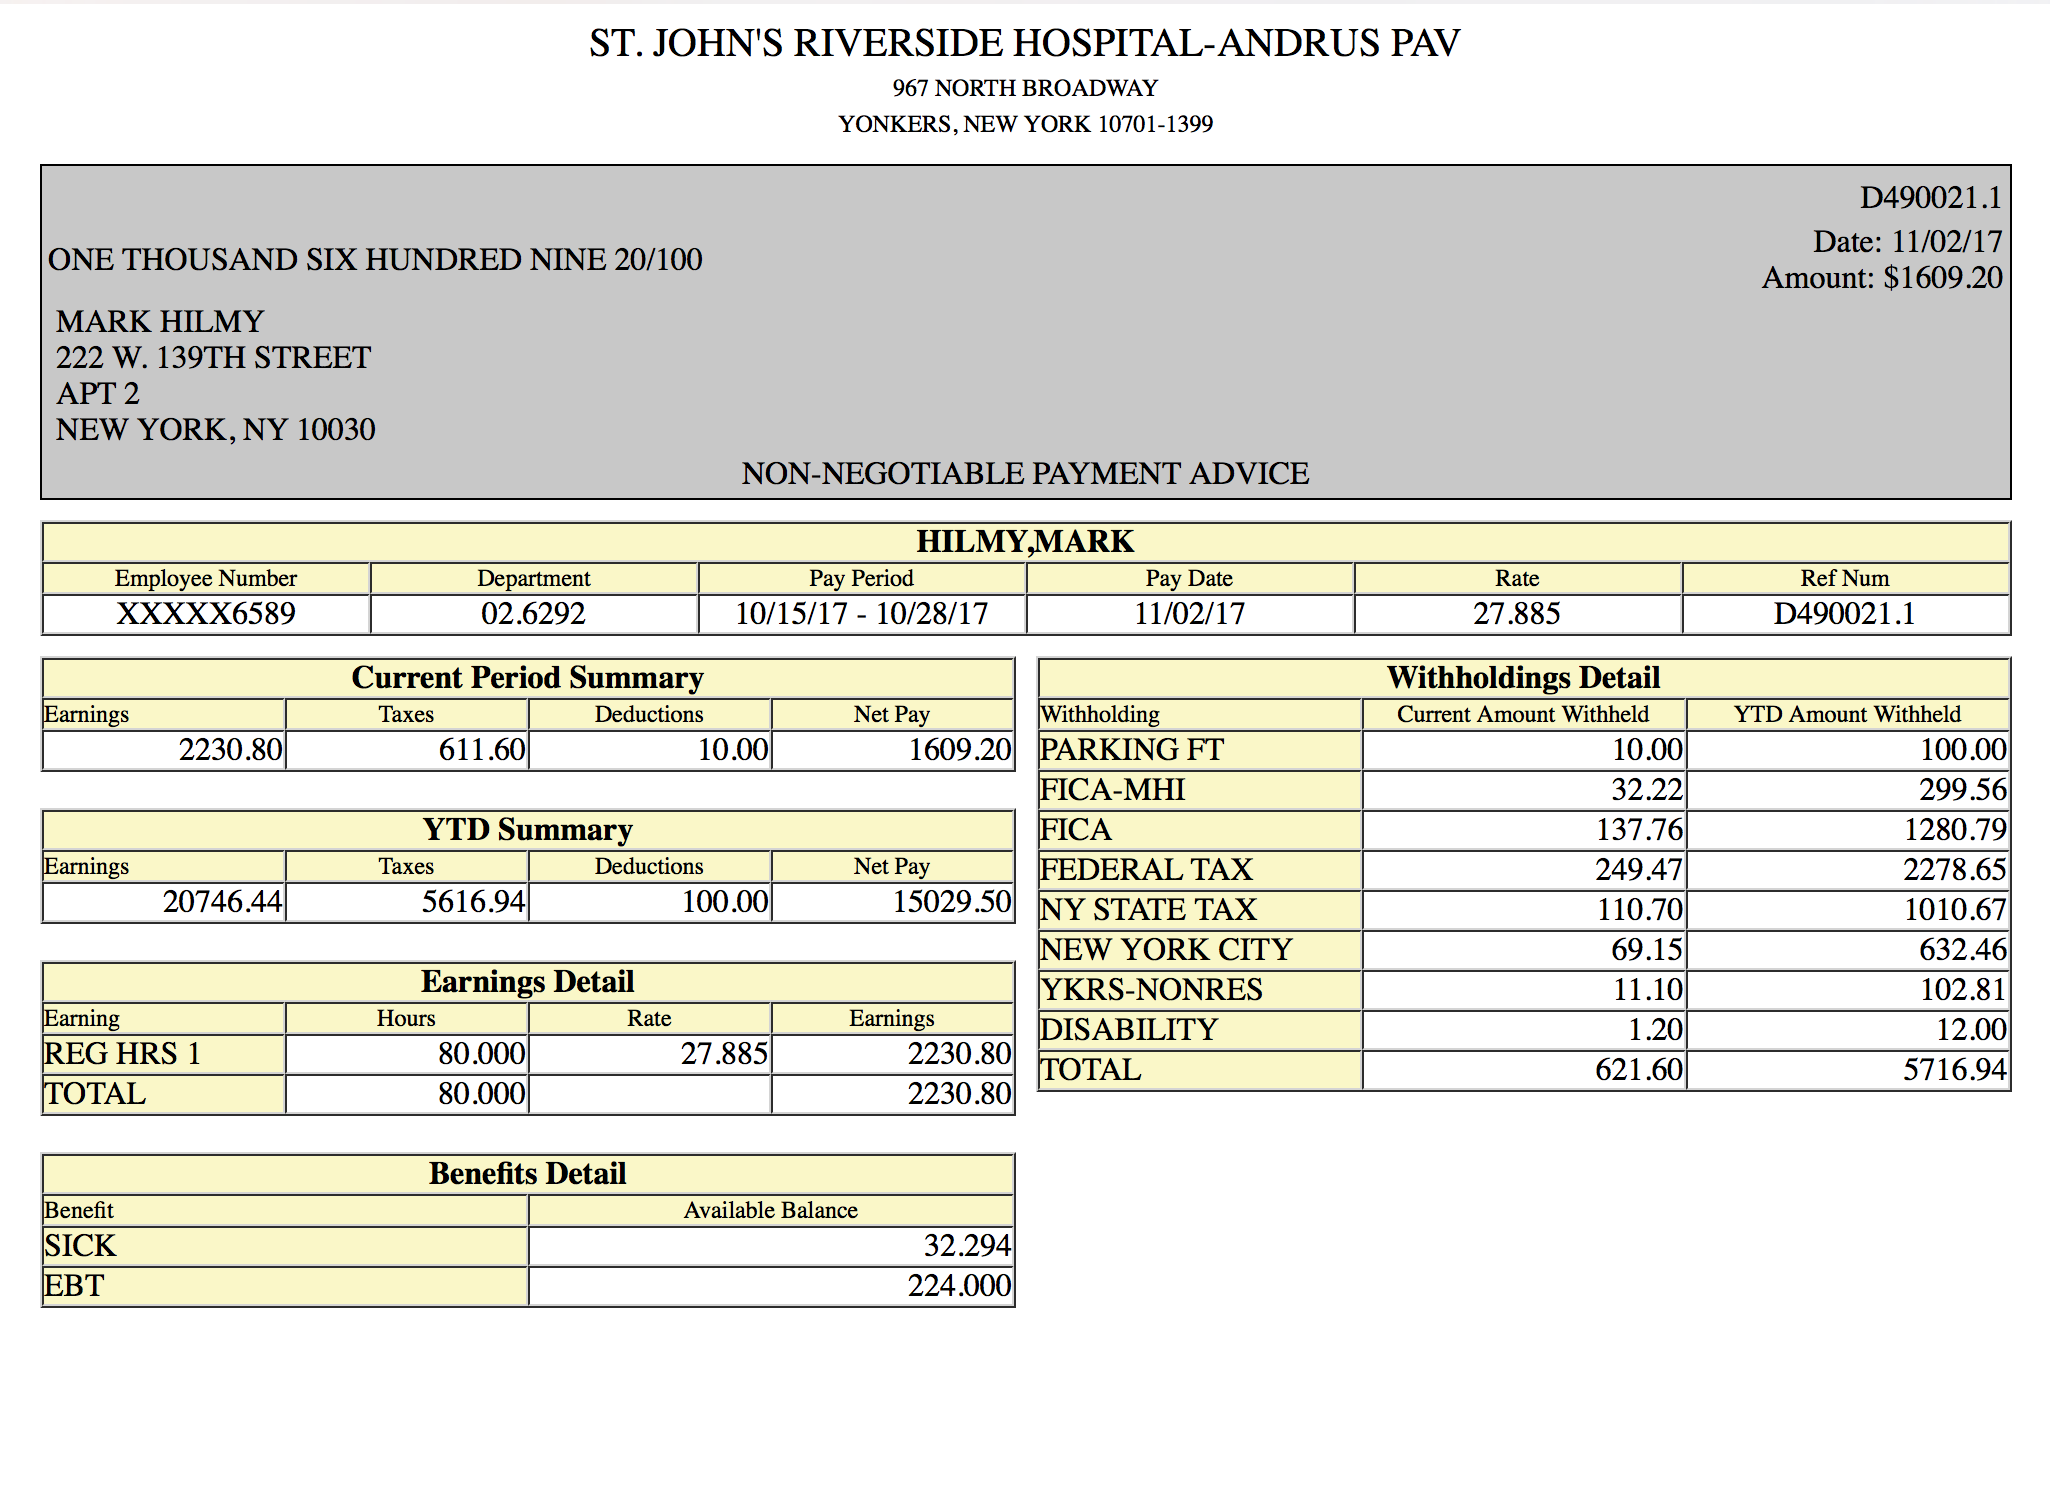 ST. JOHN'S RIVERSIDE HOSPITAL-ANDRUS PAV
967 NORTH BROADWAY
YONKERS, NEW YORK 10701-1399
D490021.1
Date: 11/02/17
ONE THOUSAND SIX HUNDRED NINE 20/100
Amount: $1609.20
MARK HILMY
222 W. 139TH STREET
APT 2
NEW YORK, NY 10030
NON-NEGOTIABLE PAYMENT ADVICE
HILMY,MARK
Employee Number Department Pay Period Pay Date Rate Ref Num
XXXXX6589 02.6292 10/15/17 - 10/28/17 11/02/17 27.885 D490021.1
Current Period Summary
Earnings Taxes Deductions Net Pay
2230.80 611.60 10.00 1609.20
YTD Summary
Earnings Taxes Deductions Net Pay
20746.44 5616.94 100.00 15029.50
Earnings Detail
Earning Hours Rate Earnings
REG HRS 1 80.000 27.885 2230.80
TOTAL 80.000 2230.80
Benefits Detail
Benefit Available Balance
SICK 32.294
EBT 224.000
Withholdings Detail
Withholding Current Amount Withheld YTD Amount Withheld
PARKING FT 10.00 100.00
FICA-MHI 32.22 299.56
FICA 137.76 1280.79
FEDERAL TAX 249.47 2278.65
NY STATE TAX 110.70 1010.67
NEW YORK CITY 69.15 632.46
YKRS-NONRES 11.10 102.81
DISABILITY 1.20 12.00
TOTAL 621.60 5716.94